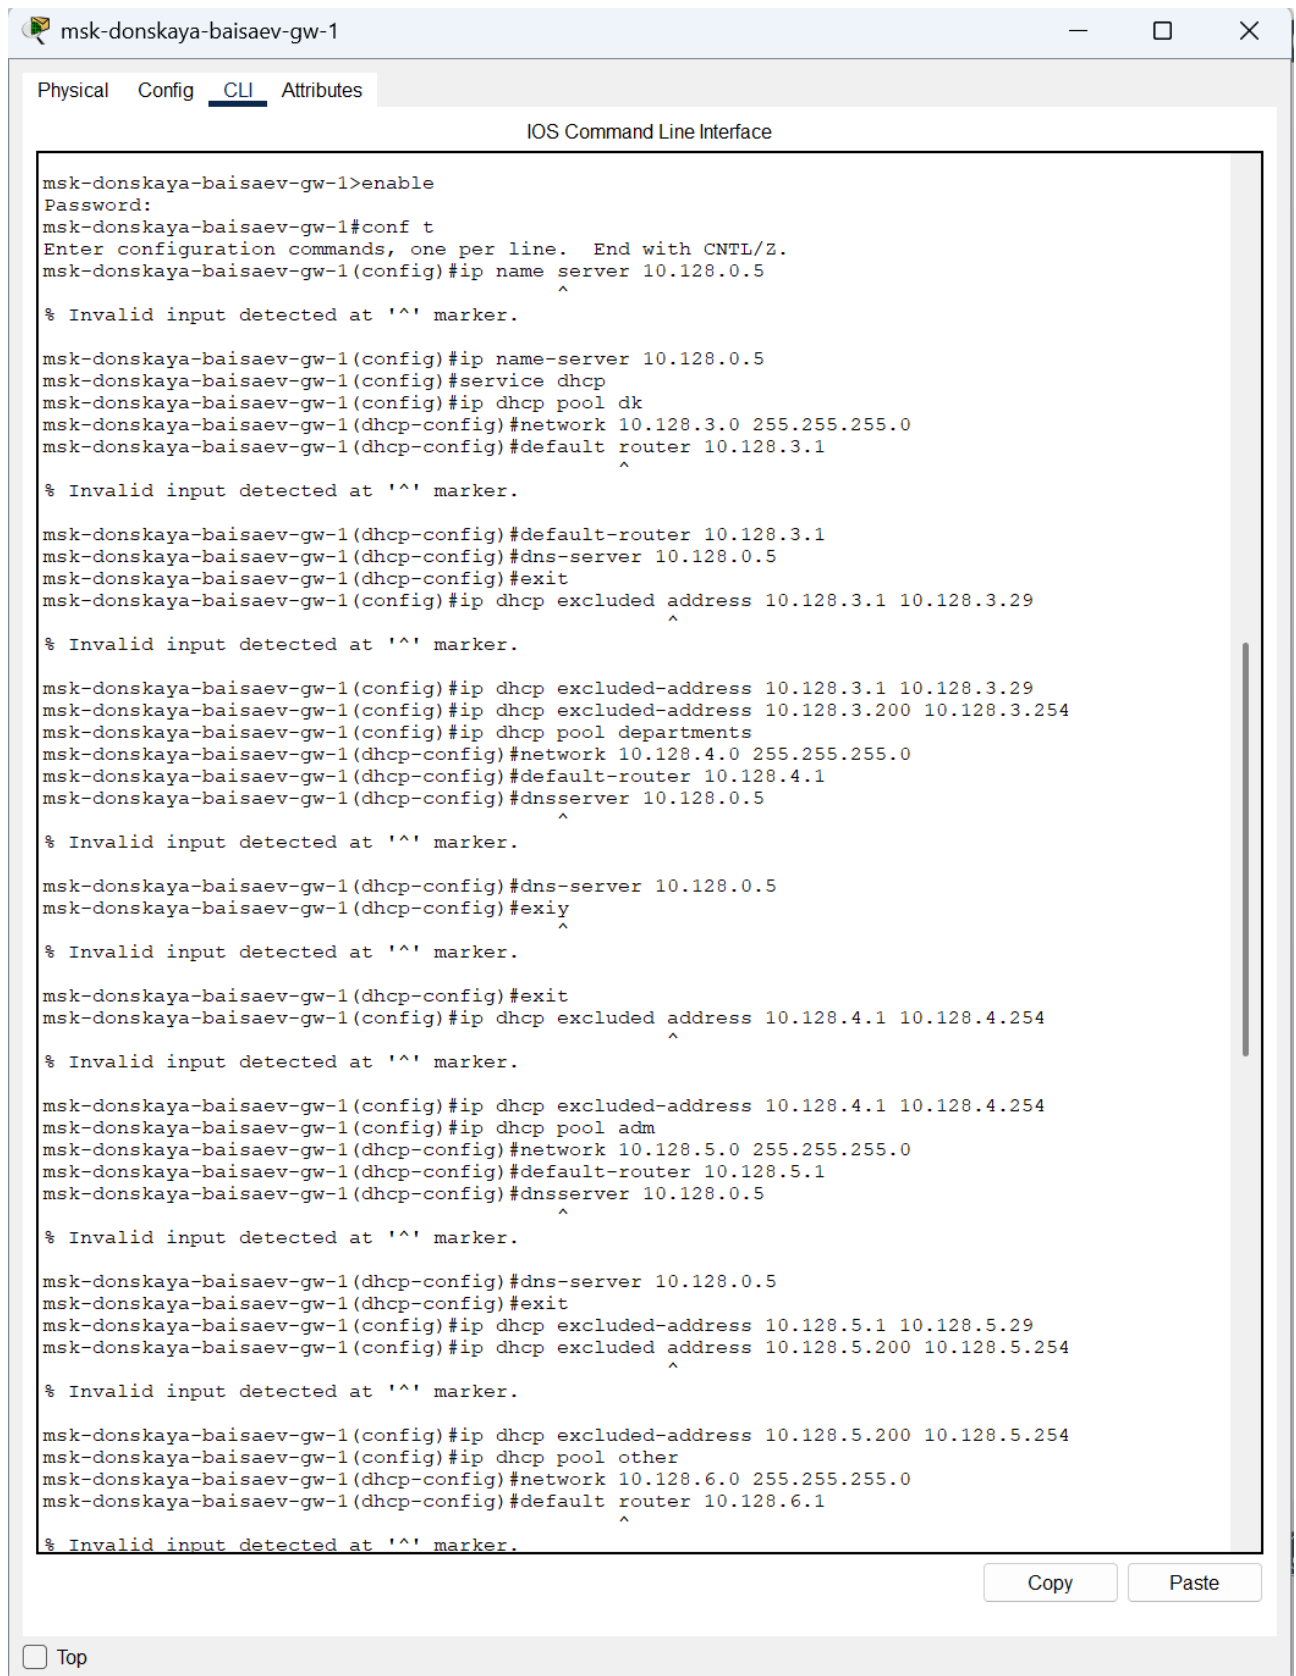 msk-donskaya-baisaev-gw-1
Physical Config CLI Attributes
IOS Command Line Interface
msk-donskaya-baisaev-gw-1>enable
Password:
msk-donskaya-baisaev-gw-1#conf t
Enter configuration commands, one per line.  End with CNTL/Z.
msk-donskaya-baisaev-gw-1(config)#ip name server 10.128.0.5
^
% Invalid input detected at '^' marker.
msk-donskaya-baisaev-gw-1(config)#ip name-server 10.128.0.5
msk-donskaya-baisaev-gw-1(config)#service dhcp
msk-donskaya-baisaev-gw-1(config)#ip dhcp pool dk
msk-donskaya-baisaev-gw-1(dhcp-config)#network 10.128.3.0 255.255.255.0
msk-donskaya-baisaev-gw-1(dhcp-config)#default router 10.128.3.1
^
% Invalid input detected at '^' marker.
msk-donskaya-baisaev-gw-1(dhcp-config)#default-router 10.128.3.1
msk-donskaya-baisaev-gw-1(dhcp-config)#dns-server 10.128.0.5
msk-donskaya-baisaev-gw-1(dhcp-config)#exit
msk-donskaya-baisaev-gw-1(config)#ip dhcp excluded address 10.128.3.1 10.128.3.29
^
% Invalid input detected at '^' marker.
msk-donskaya-baisaev-gw-1(config)#ip dhcp excluded-address 10.128.3.1 10.128.3.29
msk-donskaya-baisaev-gw-1(config)#ip dhcp excluded-address 10.128.3.200 10.128.3.254
msk-donskaya-baisaev-gw-1(config)#ip dhcp pool departments
msk-donskaya-baisaev-gw-1(dhcp-config)#network 10.128.4.0 255.255.255.0
msk-donskaya-baisaev-gw-1(dhcp-config)#default-router 10.128.4.1
msk-donskaya-baisaev-gw-1(dhcp-config)#dnsserver 10.128.0.5
^
% Invalid input detected at '^' marker.
msk-donskaya-baisaev-gw-1(dhcp-config)#dns-server 10.128.0.5
msk-donskaya-baisaev-gw-1(dhcp-config)#exiy
^
% Invalid input detected at '^' marker.
msk-donskaya-baisaev-gw-1(dhcp-config)#exit
msk-donskaya-baisaev-gw-1(config)#ip dhcp excluded address 10.128.4.1 10.128.4.254
^
% Invalid input detected at '^' marker.
msk-donskaya-baisaev-gw-1(config)#ip dhcp excluded-address 10.128.4.1 10.128.4.254
msk-donskaya-baisaev-gw-1(config)#ip dhcp pool adm
msk-donskaya-baisaev-gw-1(dhcp-config)#network 10.128.5.0 255.255.255.0
msk-donskaya-baisaev-gw-1(dhcp-config)#default-router 10.128.5.1
msk-donskaya-baisaev-gw-1(dhcp-config)#dnsserver 10.128.0.5
^
% Invalid input detected at '^' marker.
msk-donskaya-baisaev-gw-1(dhcp-config)#dns-server 10.128.0.5
msk-donskaya-baisaev-gw-1(dhcp-config)#exit
msk-donskaya-baisaev-gw-1(config)#ip dhcp excluded-address 10.128.5.1 10.128.5.29
msk-donskaya-baisaev-gw-1(config)#ip dhcp excluded address 10.128.5.200 10.128.5.254
^
% Invalid input detected at '^' marker.
msk-donskaya-baisaev-gw-1(config)#ip dhcp excluded-address 10.128.5.200 10.128.5.254
msk-donskaya-baisaev-gw-1(config)#ip dhcp pool other
msk-donskaya-baisaev-gw-1(dhcp-config)#network 10.128.6.0 255.255.255.0
msk-donskaya-baisaev-gw-1(dhcp-config)#default router 10.128.6.1
^
% Invalid input detected at '^' marker.
Copy Paste
Top